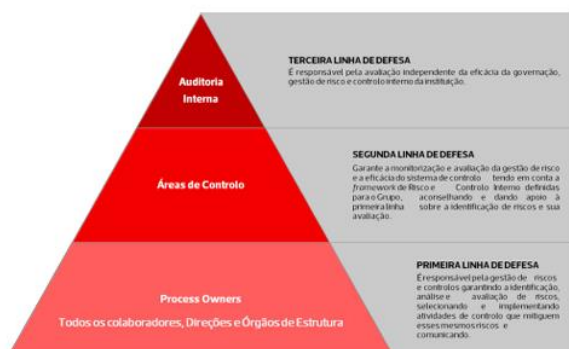 Auditoria
Interna
TERCEIRA LINHA DE DEFESA
É responsável pela avaliação independente da eficácia da governação,
gestão de risco e controlo interno da instituição.
Áreas de Controlo
SEGUNDA LINHA DE DEFESA
Garante a monitorização e avaliação da gestão de risco
e a eficácia do sistema de controlo tendo em conta a
framework de Risco e Controlo Interno definidas
para o Grupo, aconselhando e dando apoio à
primeira linha sobre a identificação de riscos e sua
avaliação.
Process Owners
Todos os colaboradores, Direções e Órgãos de Estrutura
PRIMEIRA LINHA DE DEFESA
É responsável pela gestão de riscos
e controlos garantindo a identificação,
análise e avaliação de riscos,
selecionando e implementando
atividades de controlo que mitiguem
esses mesmos riscos e
comunicando.